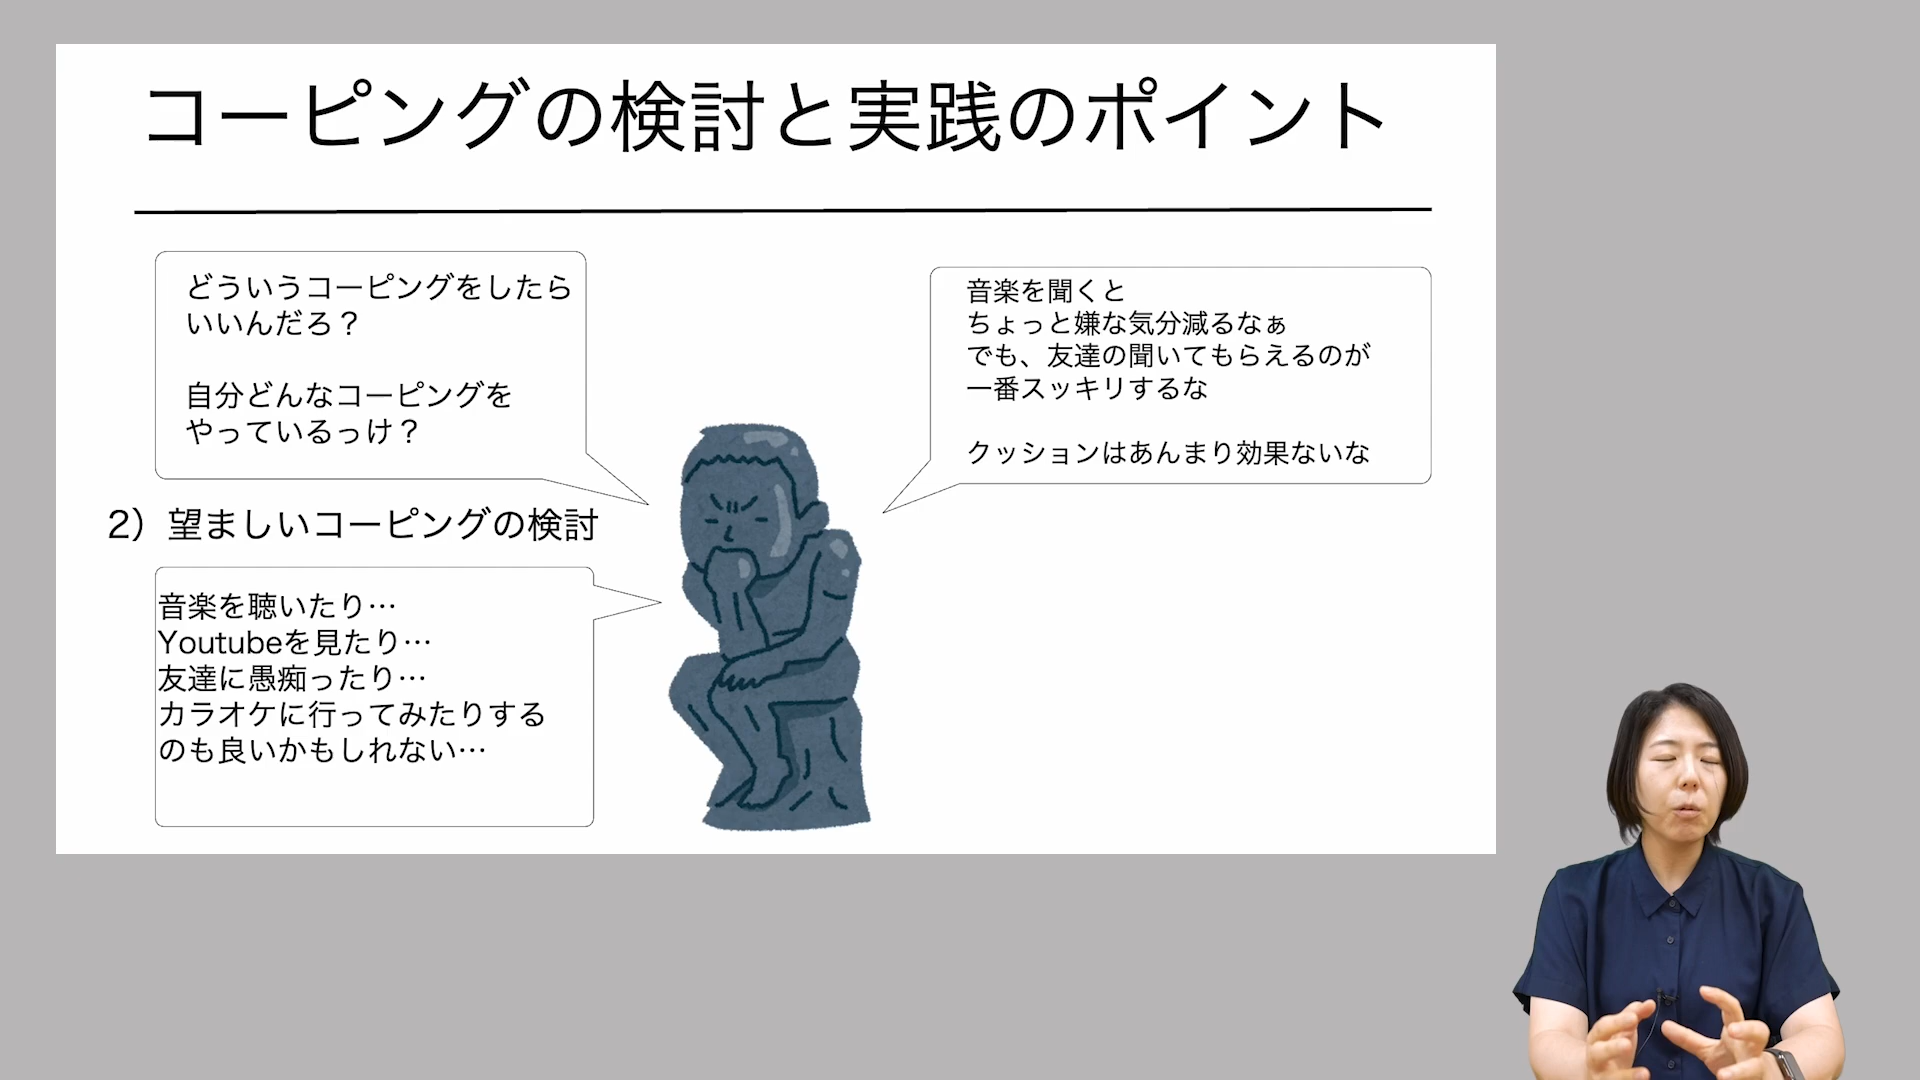 コーピングの検討と実践のポイント
どういうコーピングをしたら
いいんだろ？
自分どんなコーピングを
やっているっけ？
2）望ましいコーピングの検討
音楽を聴いたり…
Youtubeを見たり…
友達に愚痴ったり…
カラオケに行ってみたりする
のも良いかもしれない…
音楽を聞くと
ちょっと嫌な気分減るなぁ
でも、友達の聞いてもらえるのが
一番スッキリするな
クッションはあんまり効果ないな